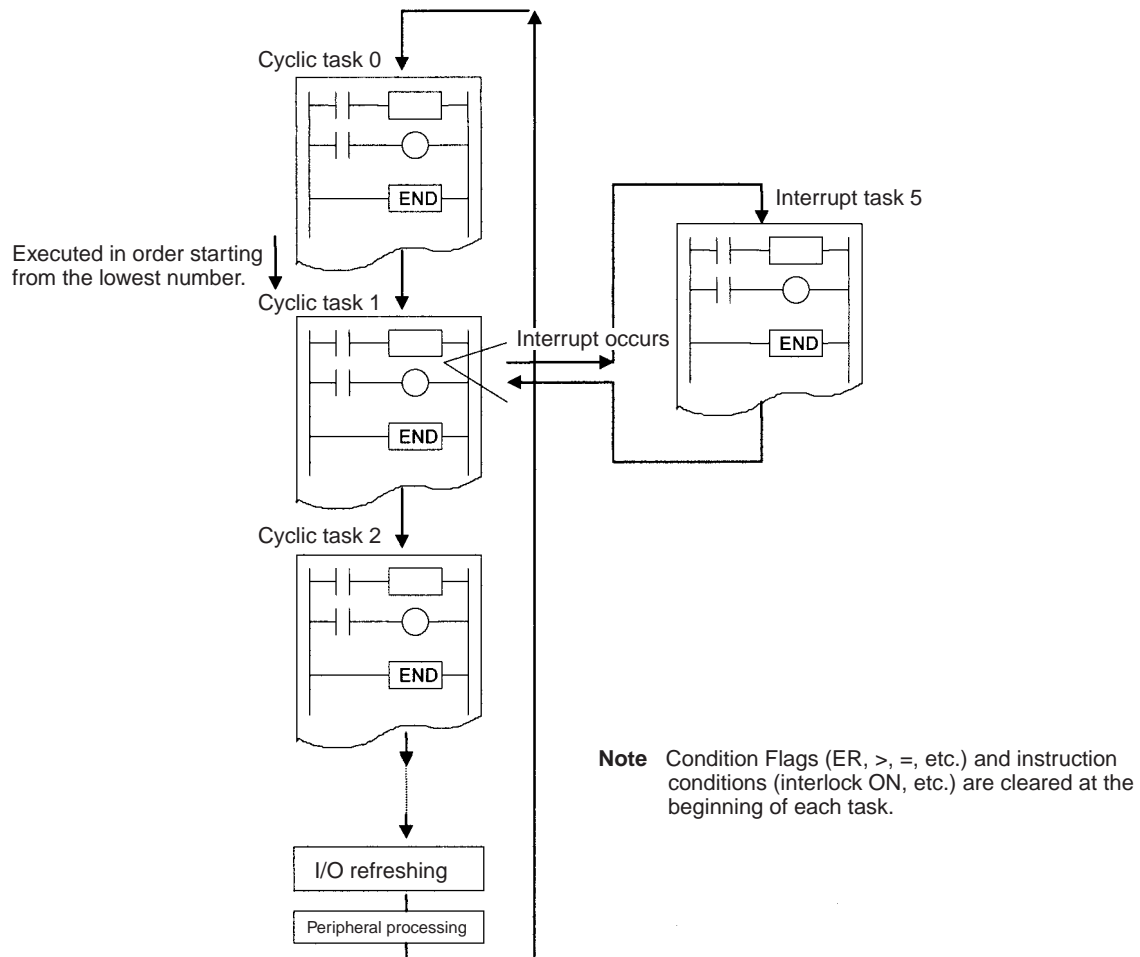 Cyclic task 0
END
Interrupt task 5
Executed in order starting
from the lowest number.
END
Cyclic task 1
Interrupt occurs
END
Cyclic task 2
END
Note Condition Flags (ER, >, =, etc.) and instruction
conditions (interlock ON, etc.) are cleared at the
beginning of each task.
I/O refreshing
Peripheral processing